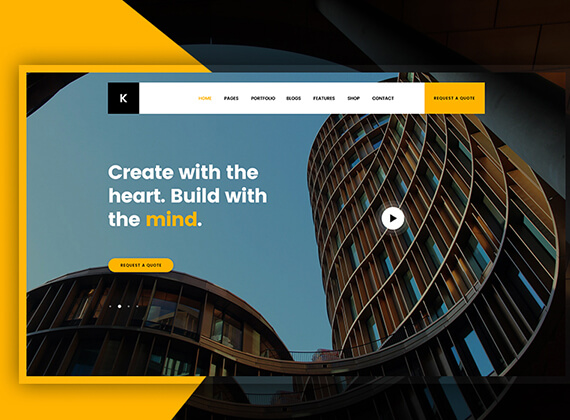 K
HOME PAGES PORTFOLIO BLOGS FEATURES SHOP CONTACT REQUEST A QUOTE
Create with the
heart. Build with
the mind.
REQUEST A QUOTE